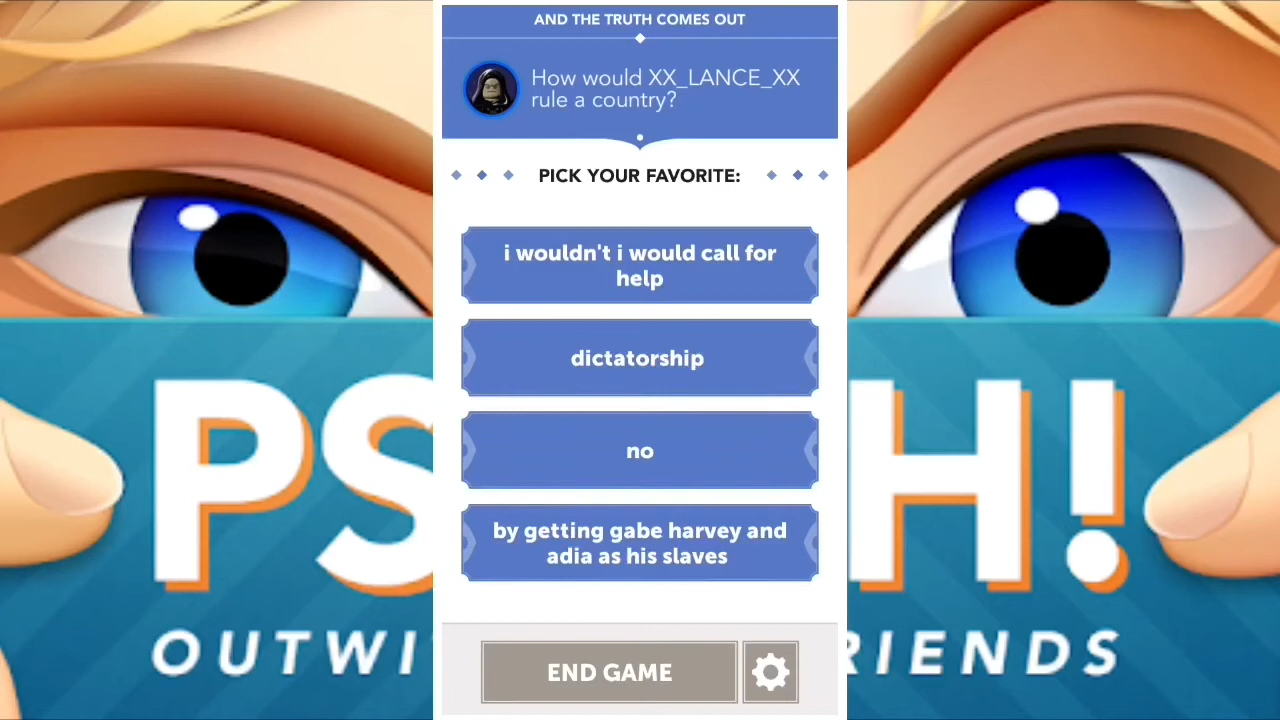 AND THE TRUTH COMES OUT
How would XX_LANCE_XX
rule a country?
PICK YOUR FAVORITE:
i wouldn't i would call for
help
dictatorship
no
by getting gabe harvey and
adia as his slaves
END GAME
PS H!
OUTWI RIENDS